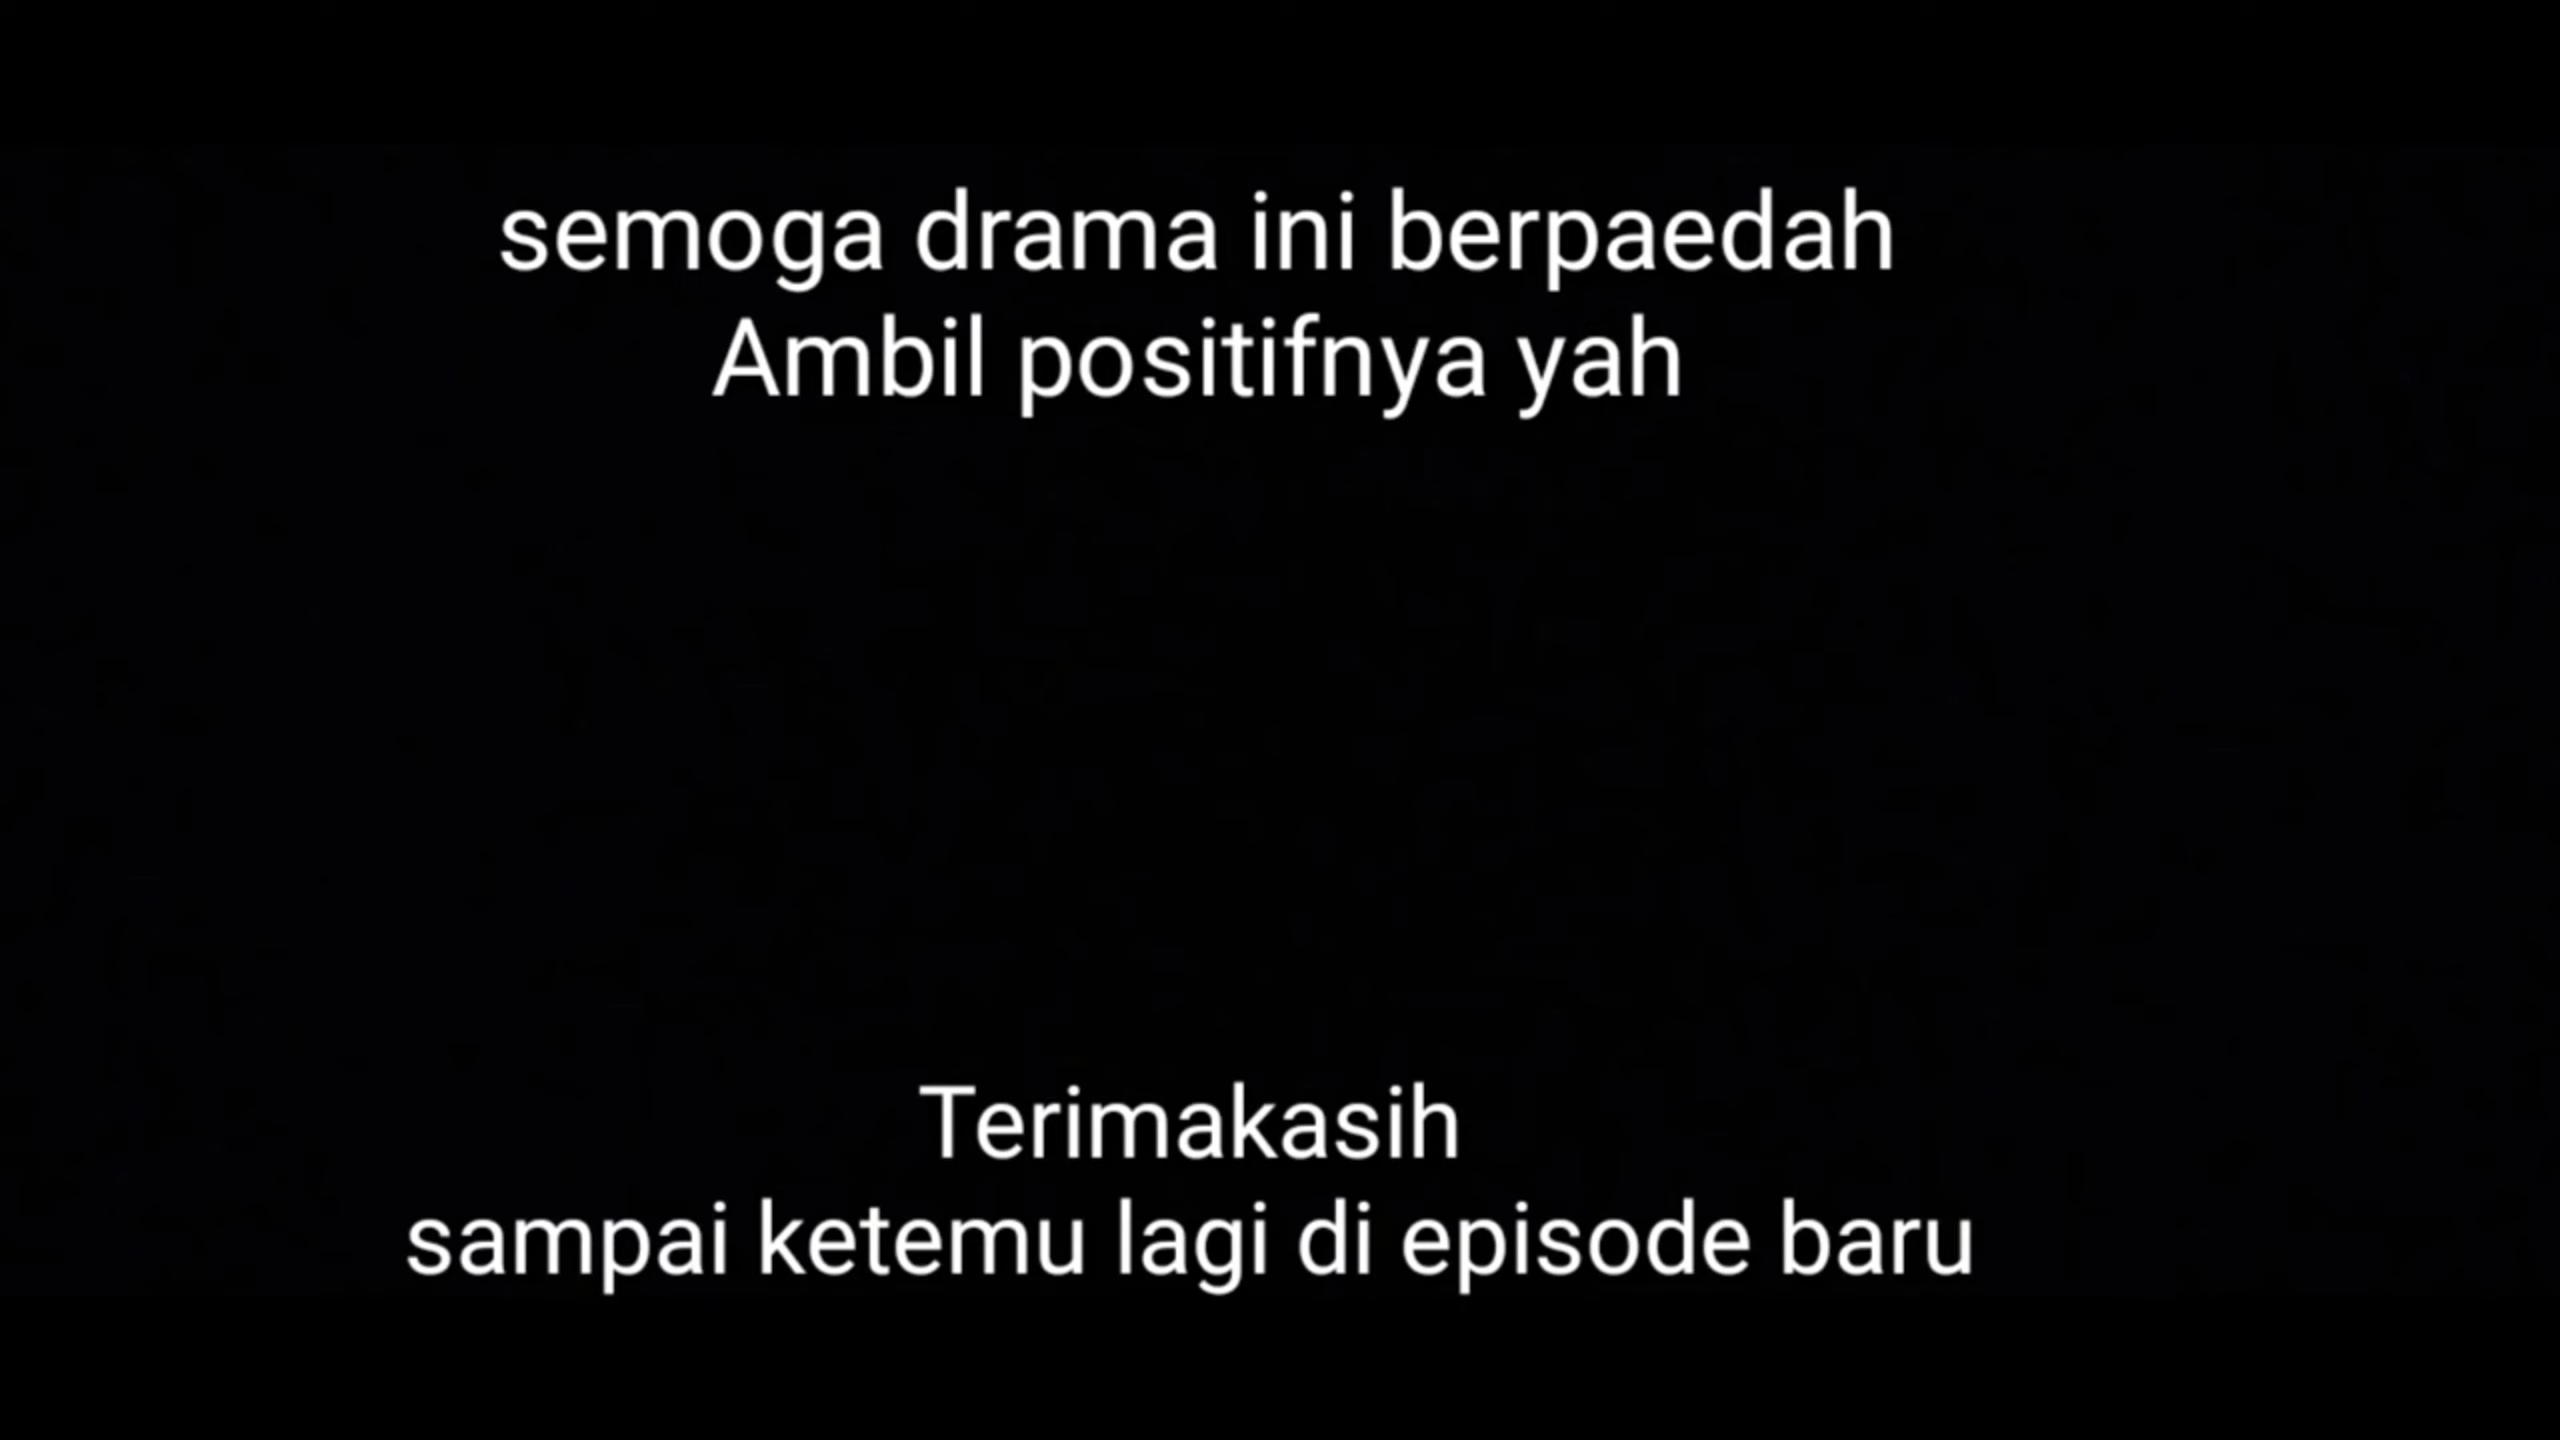 semoga drama ini berpaedah
Ambil positifnya yah
Terimakasih
sampai ketemu lagi di episode baru